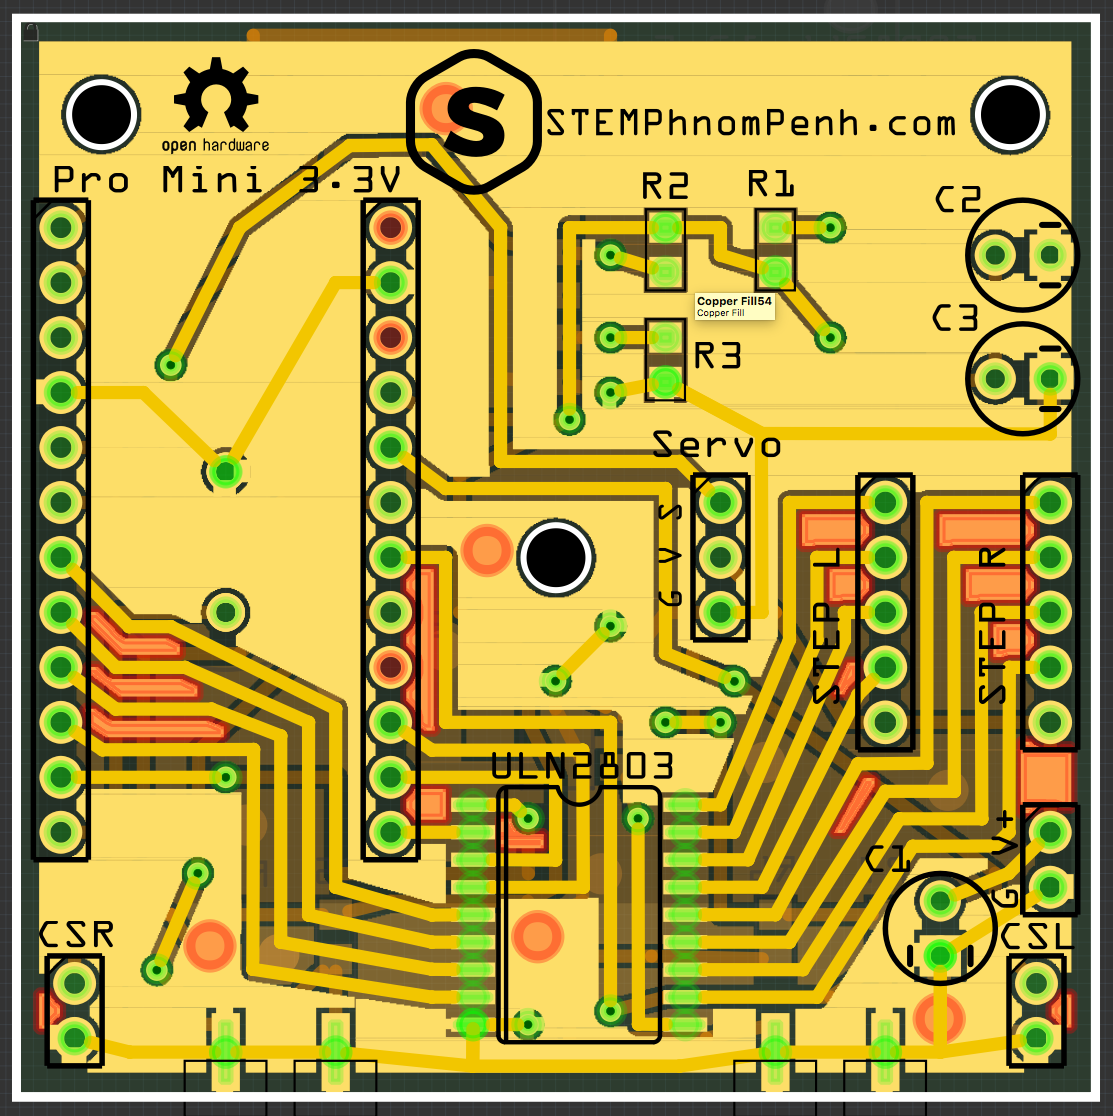 S
STEMPhnomPenh.com
open hardware
Pro Mini 3.3V
R2
R1
C2
Copper Fill54
Copper Fill
C3
R3
Servo
S
V
G
STEP L
STEP R
ULN2803
V+
G
C1
CSR
CSL